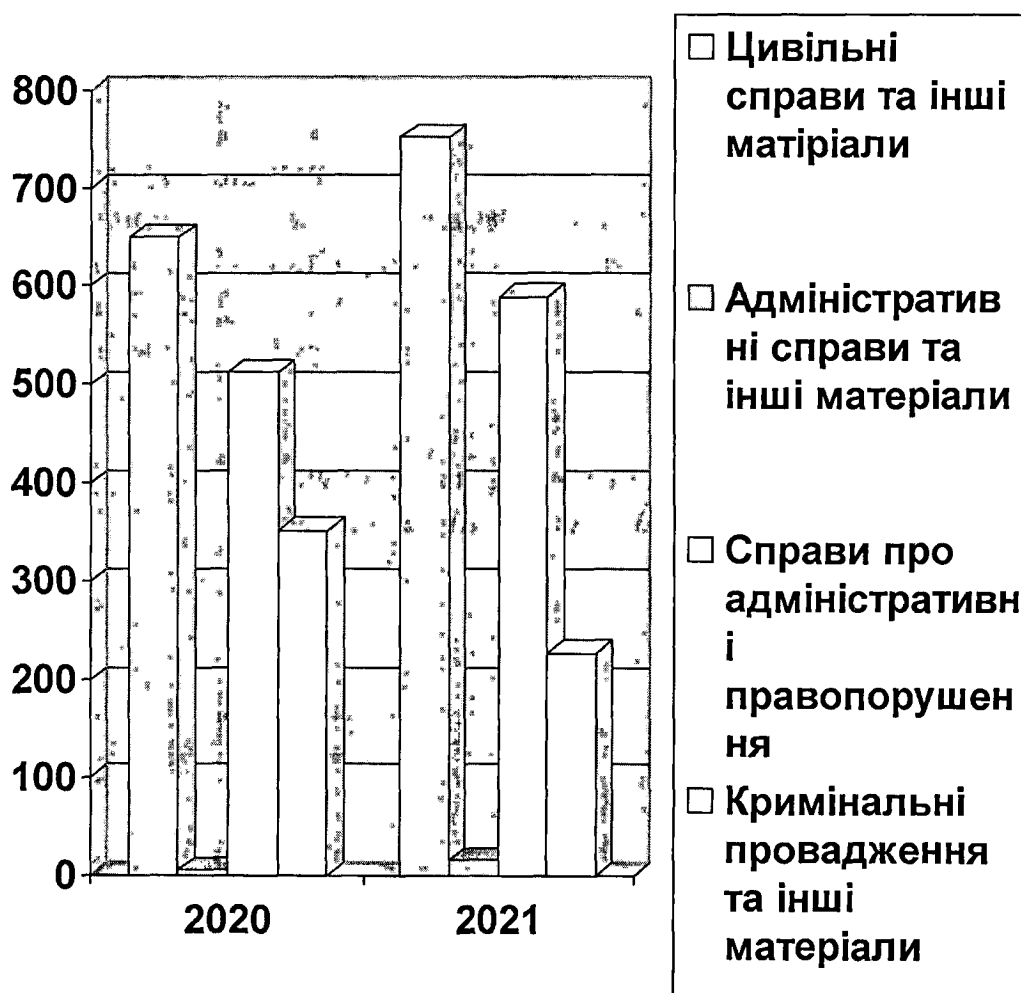 800
700
600
500
400
300
200
100
0
2020 2021
Цивільні
справи та інші
матіріали
Адміністратив
ні справи та
інші матеріали
Справи про
адміністративн
і
правопорушен
ня
Кримінальні
провадження
та інші
матеріали